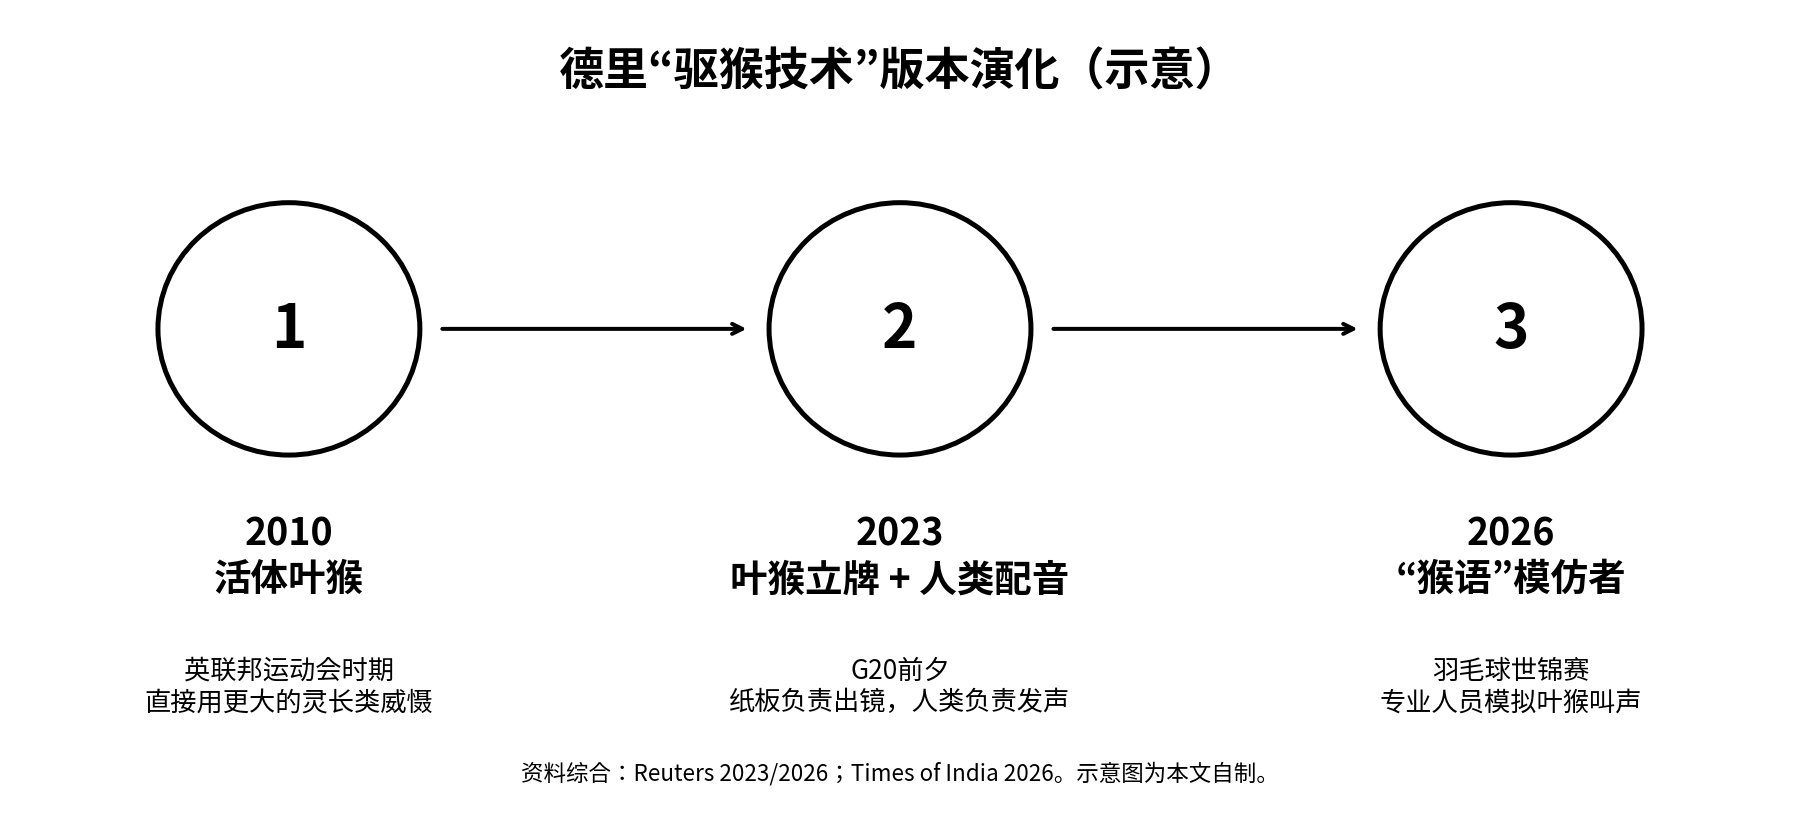 德里“驱猴技术”版本演化（示意）
1
2
3
2010
活体叶猴
英联邦运动会时期
直接用更大的灵长类威慑
2023
叶猴立牌 + 人类配音
G20前夕
纸板负责出镜，人类负责发声
2026
“猴语”模仿者
羽毛球世锦赛
专业人员模拟叶猴叫声
资料综合：Reuters 2023/2026；Times of India 2026。示意图为本文自制。